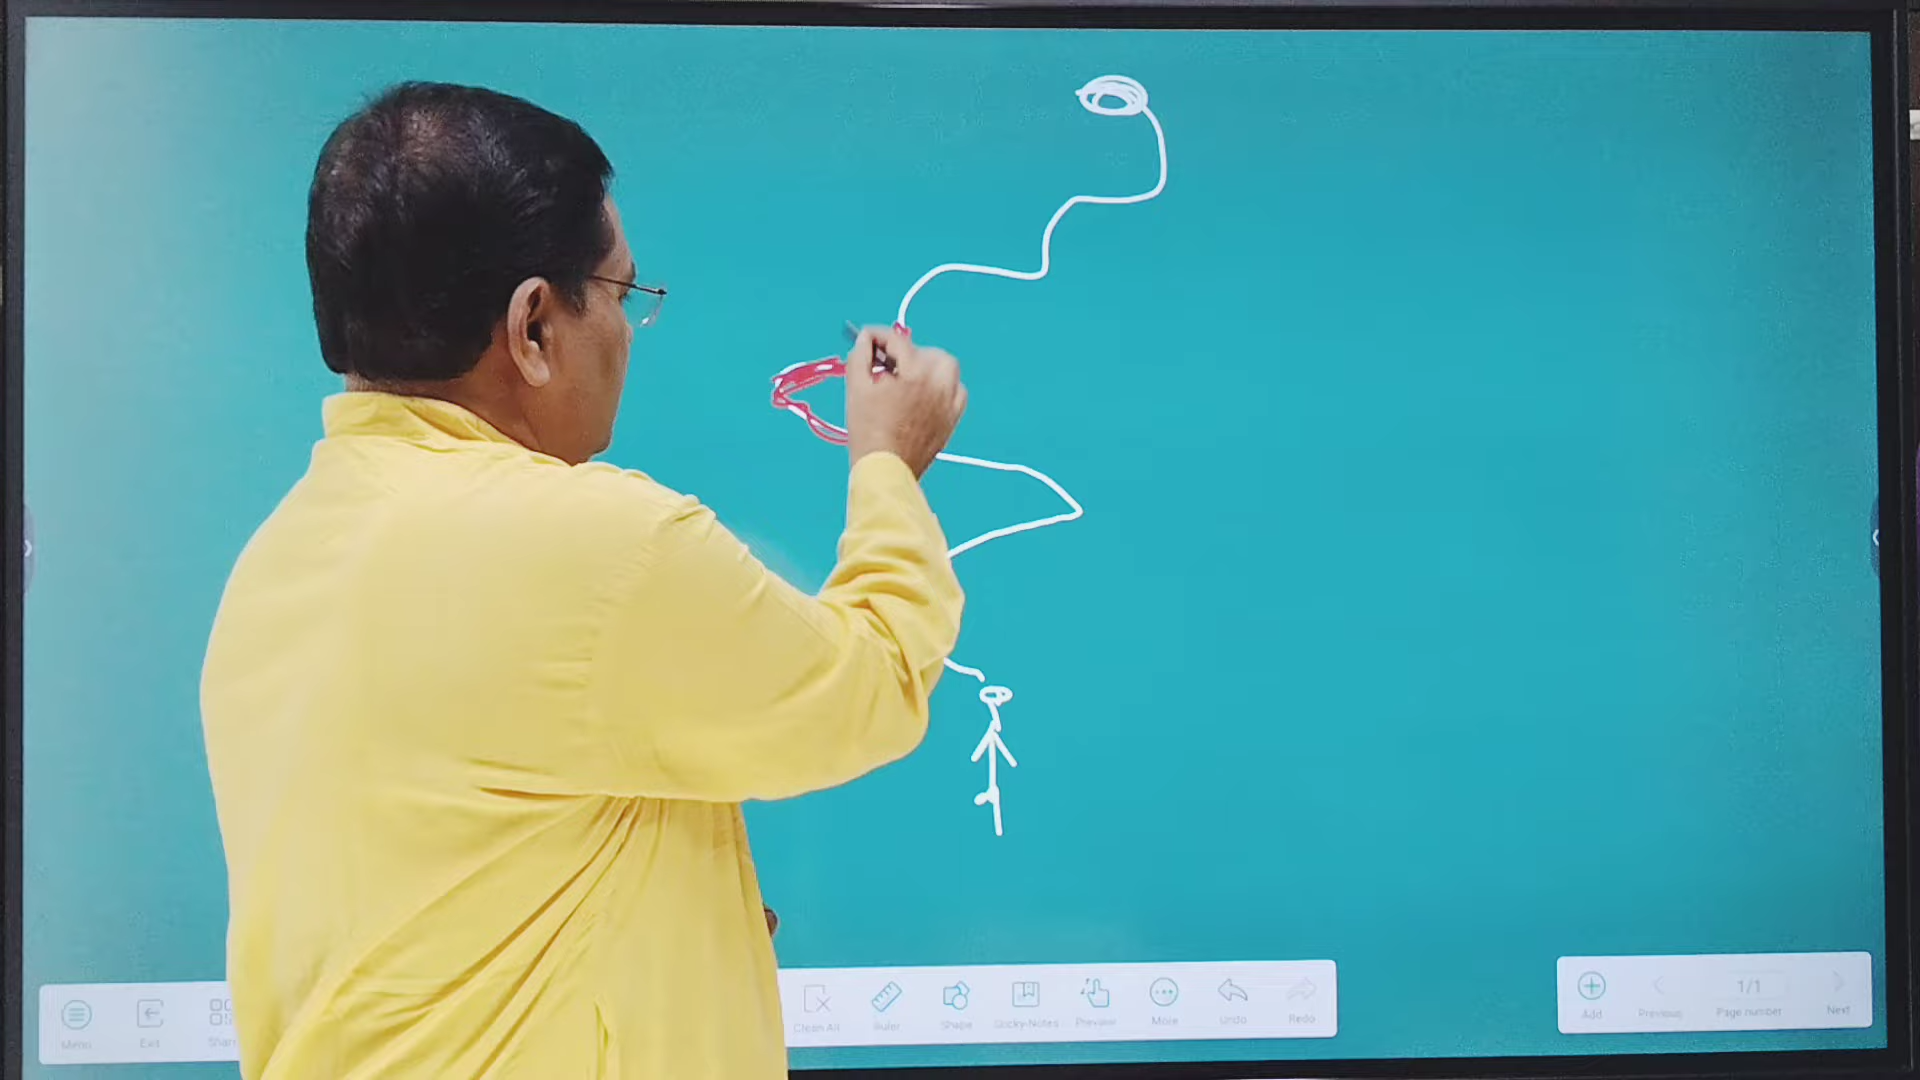 Menu
Exit
Clean All
Ruler
Shape
Sticky-Notes
Preview
More
Undo
Redo
Add
Previous
1/1
Page number
Next